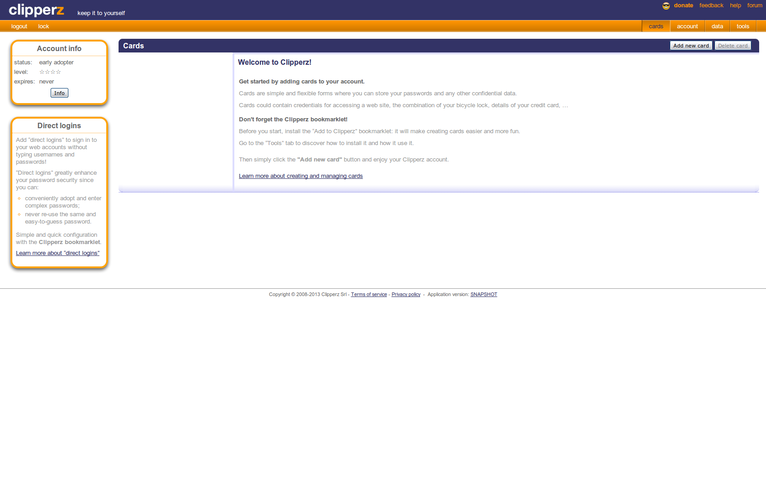 clipperz keep it to yourself
donate feedback help forum
logout lock
cards account data tools
Account info
status: early adopter
level: ☆☆☆☆
expires: never
Info
Direct logins
Add "direct logins" to sign in to
your web accounts without
typing usernames and
passwords!
"Direct logins" greatly enhance
your password security since
you can:
conveniently adopt and enter
complex passwords;
never re-use the same and
easy-to-guess password.
Simple and quick configuration
with the Clipperz bookmarklet.
Learn more about "direct logins"
Cards
Add new card Delete card
Welcome to Clipperz!
Get started by adding cards to your account.
Cards are simple and flexible forms where you can store your passwords and any other confidential data.
Cards could contain credentials for accessing a web site, the combination of your bicycle lock, details of your credit card, …
Don't forget the Clipperz bookmarklet!
Before you start, install the "Add to Clipperz" bookmarklet: it will make creating cards easier and more fun.
Go to the "Tools" tab to discover how to install it and how it use it.
Then simply click the "Add new card" button and enjoy your Clipperz account.
Learn more about creating and managing cards
Copyright © 2008-2013 Clipperz Srl - Terms of service - Privacy policy - Application version: SNAPSHOT